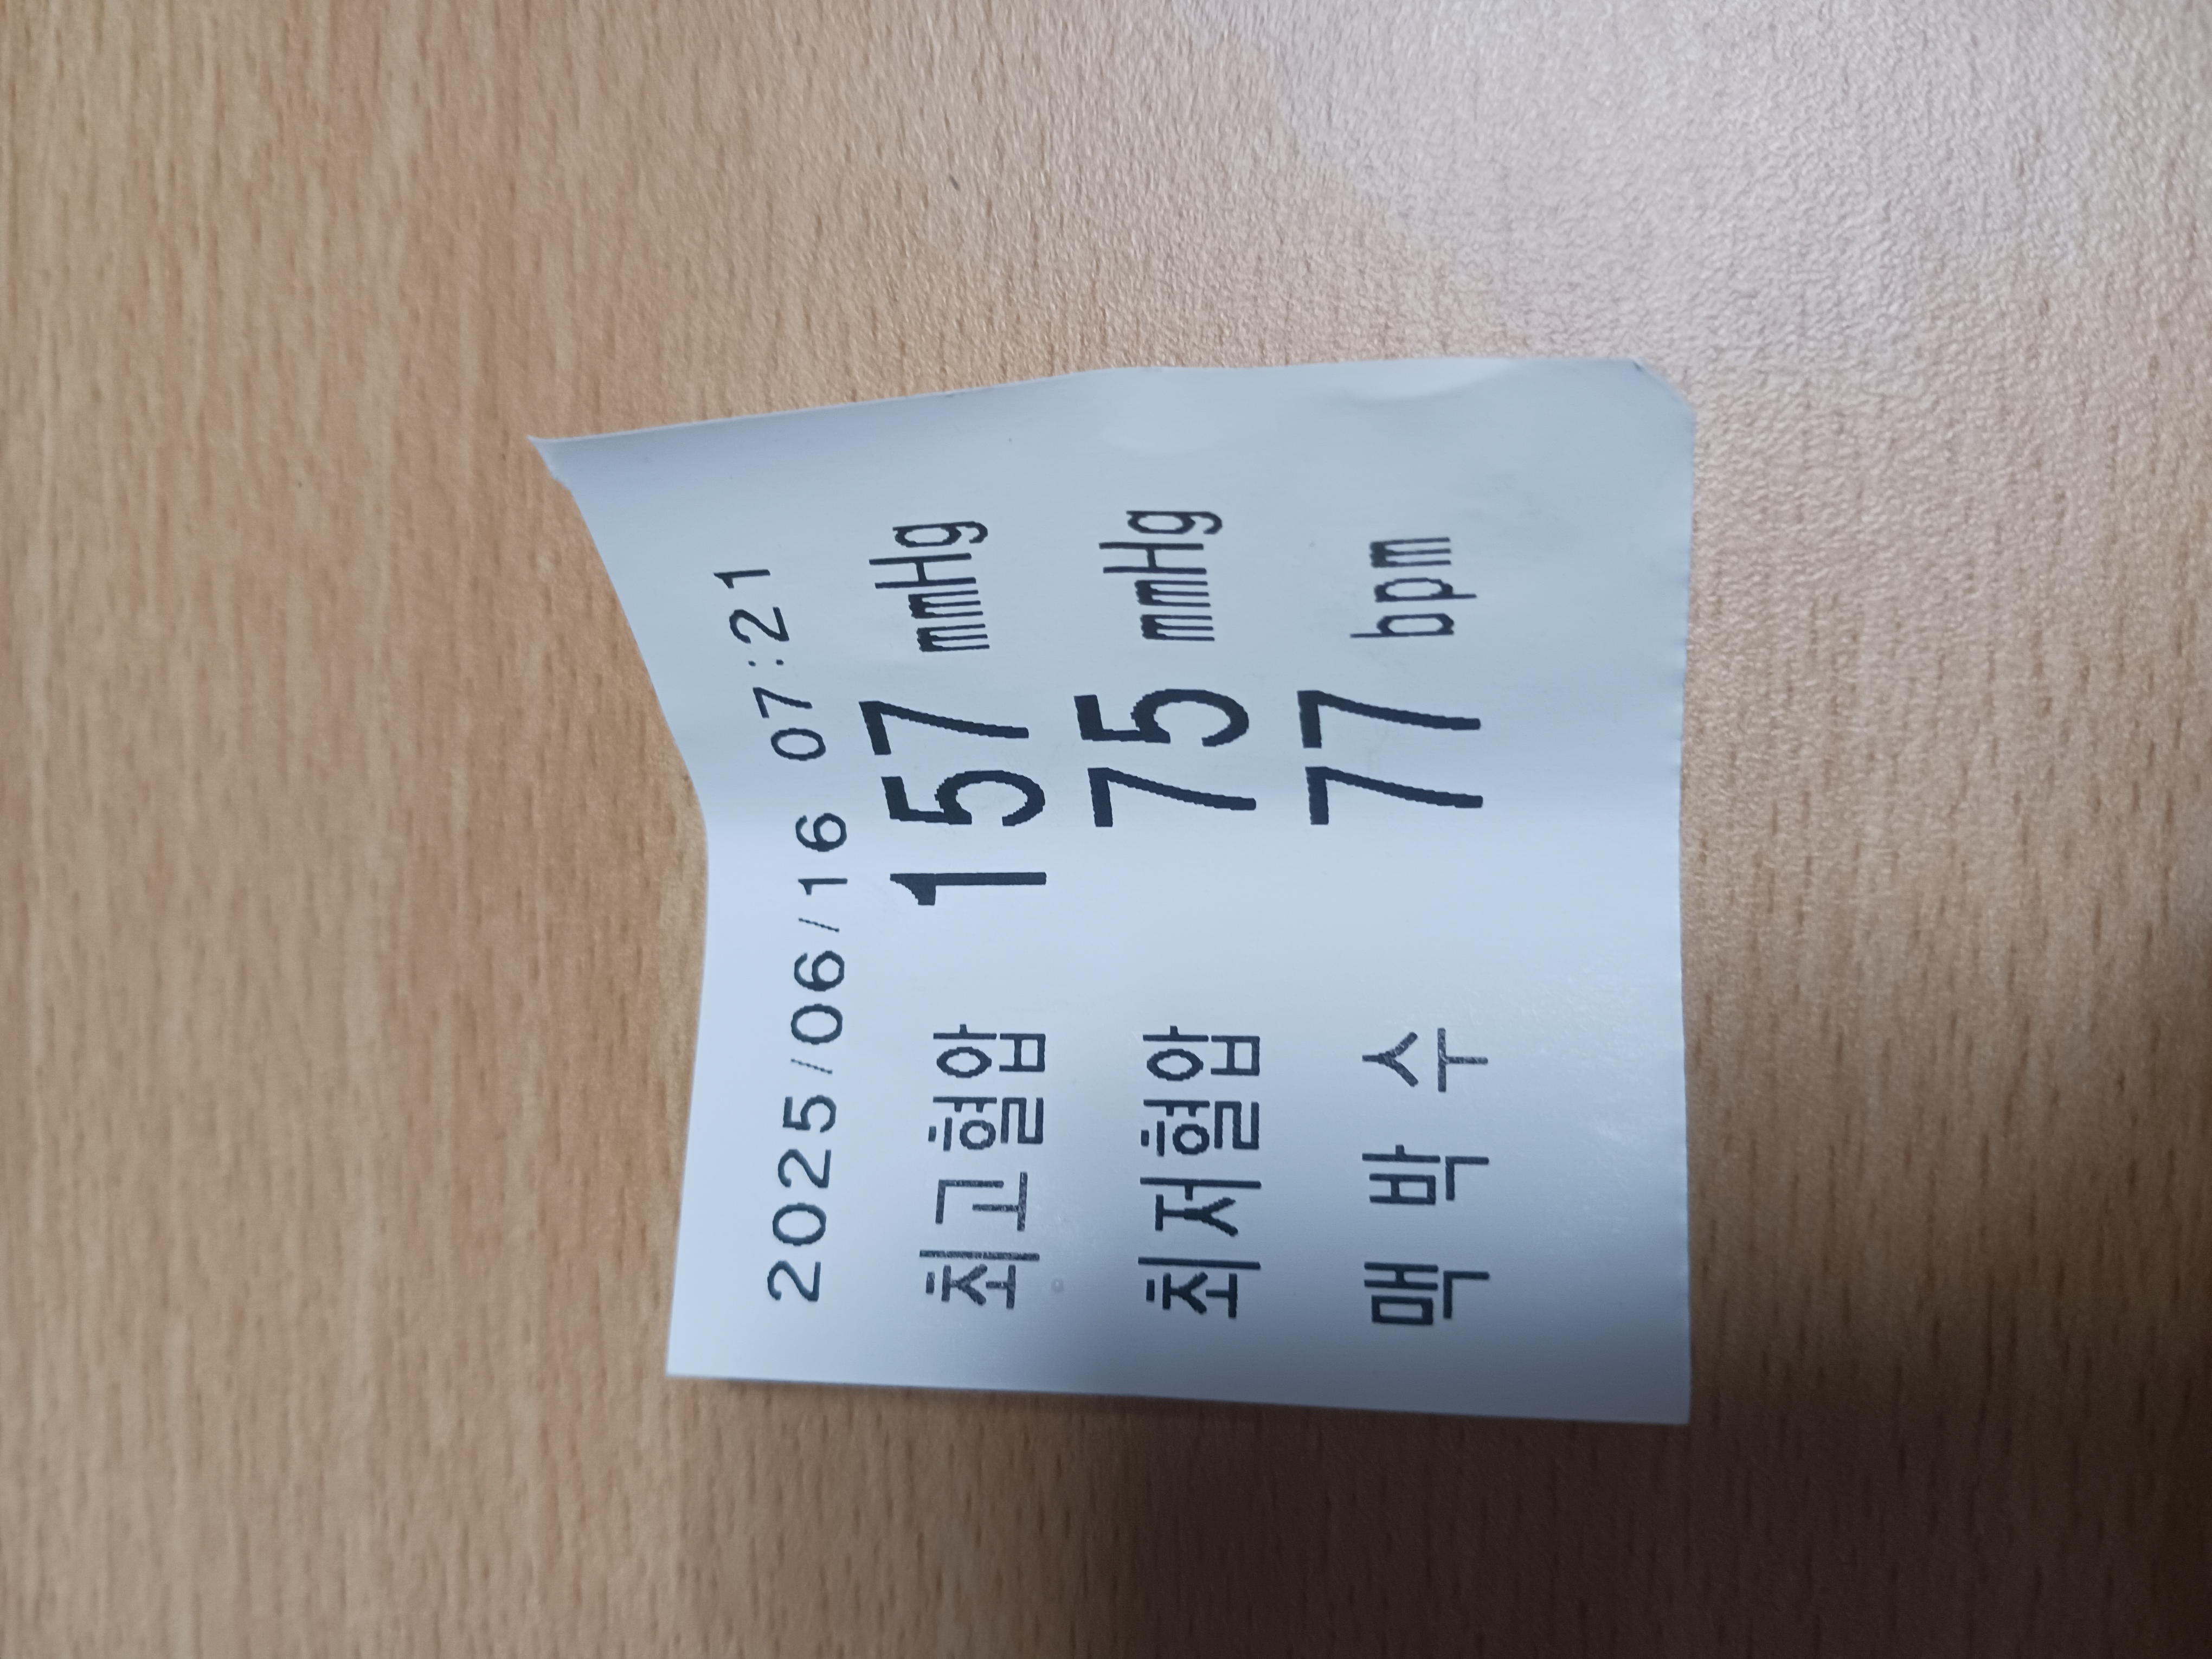 2025/06/16 07:21
최고혈압 157 mmHg
최저혈압 75 mmHg
맥 박 수 77 bpm